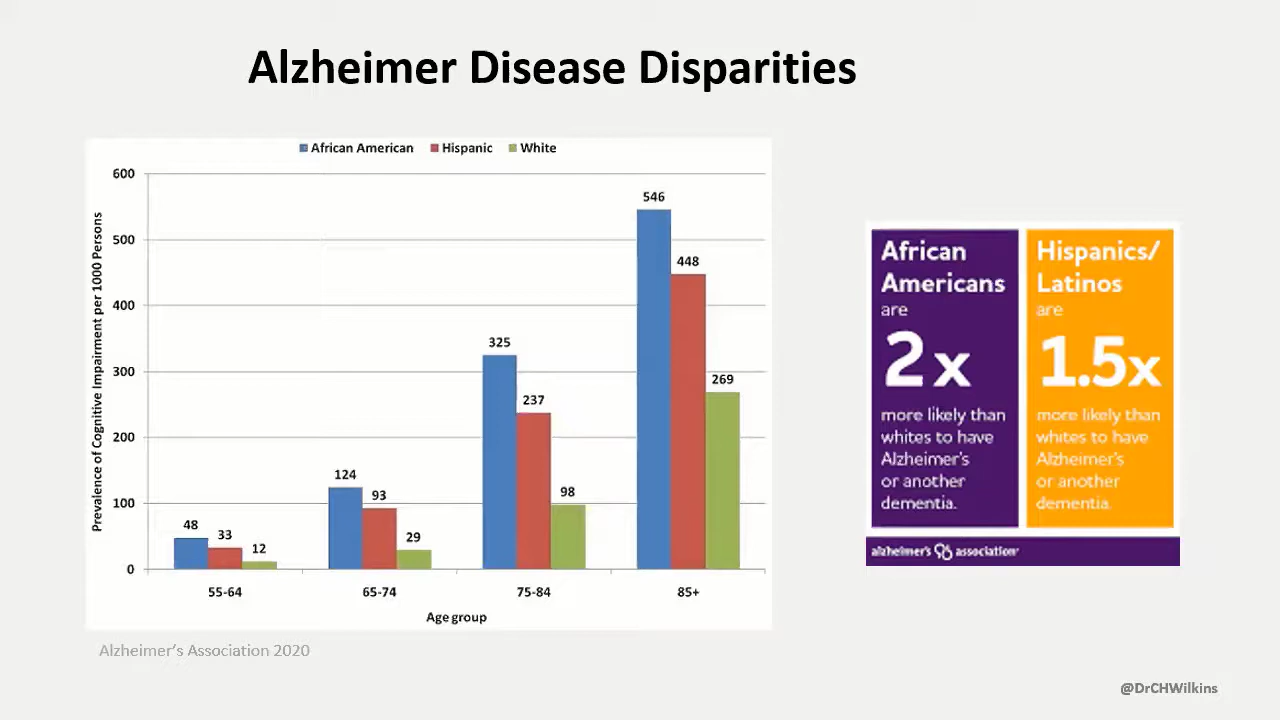 Alzheimer Disease Disparities
African American Hispanic White
Prevalence of Cognitive Impairment per 1000 Persons
600
500
400
300
200
100
0
48
33
12
124
93
29
325
237
98
546
448
269
55-64
65-74
75-84
85+
Age group
African
Americans
are
2x
more likely than
whites to have
Alzheimer's
or another
dementia.
Hispanics/
Latinos
are
1.5x
more likely than
whites to have
Alzheimer's
or another
dementia.
alzheimer's association®
Alzheimer's Association 2020
@DrCHWilkins